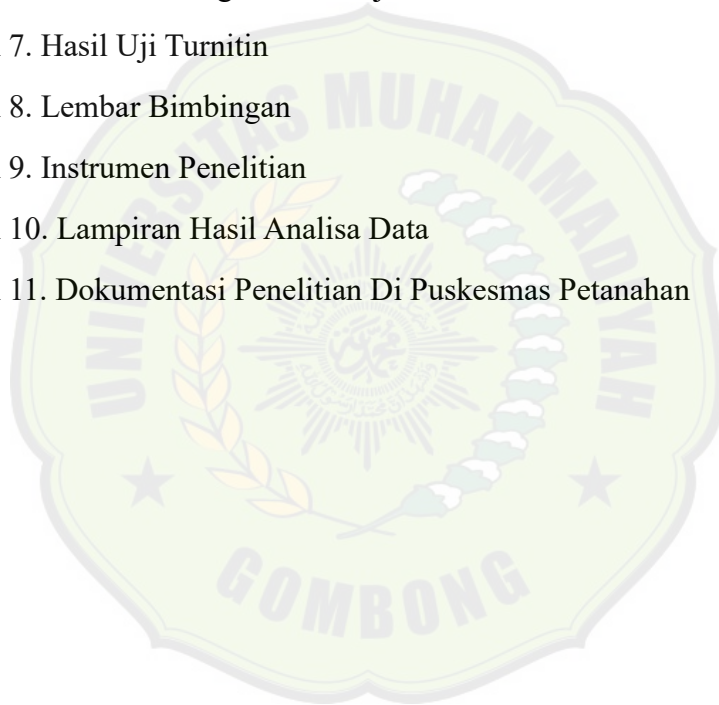 7. Hasil Uji Turnitin
8. Lembar Bimbingan
9. Instrumen Penelitian
10. Lampiran Hasil Analisa Data
11. Dokumentasi Penelitian Di Puskesmas Petanahan
UNIVERSITAS MUHAMMADIYAH
GOMBONG